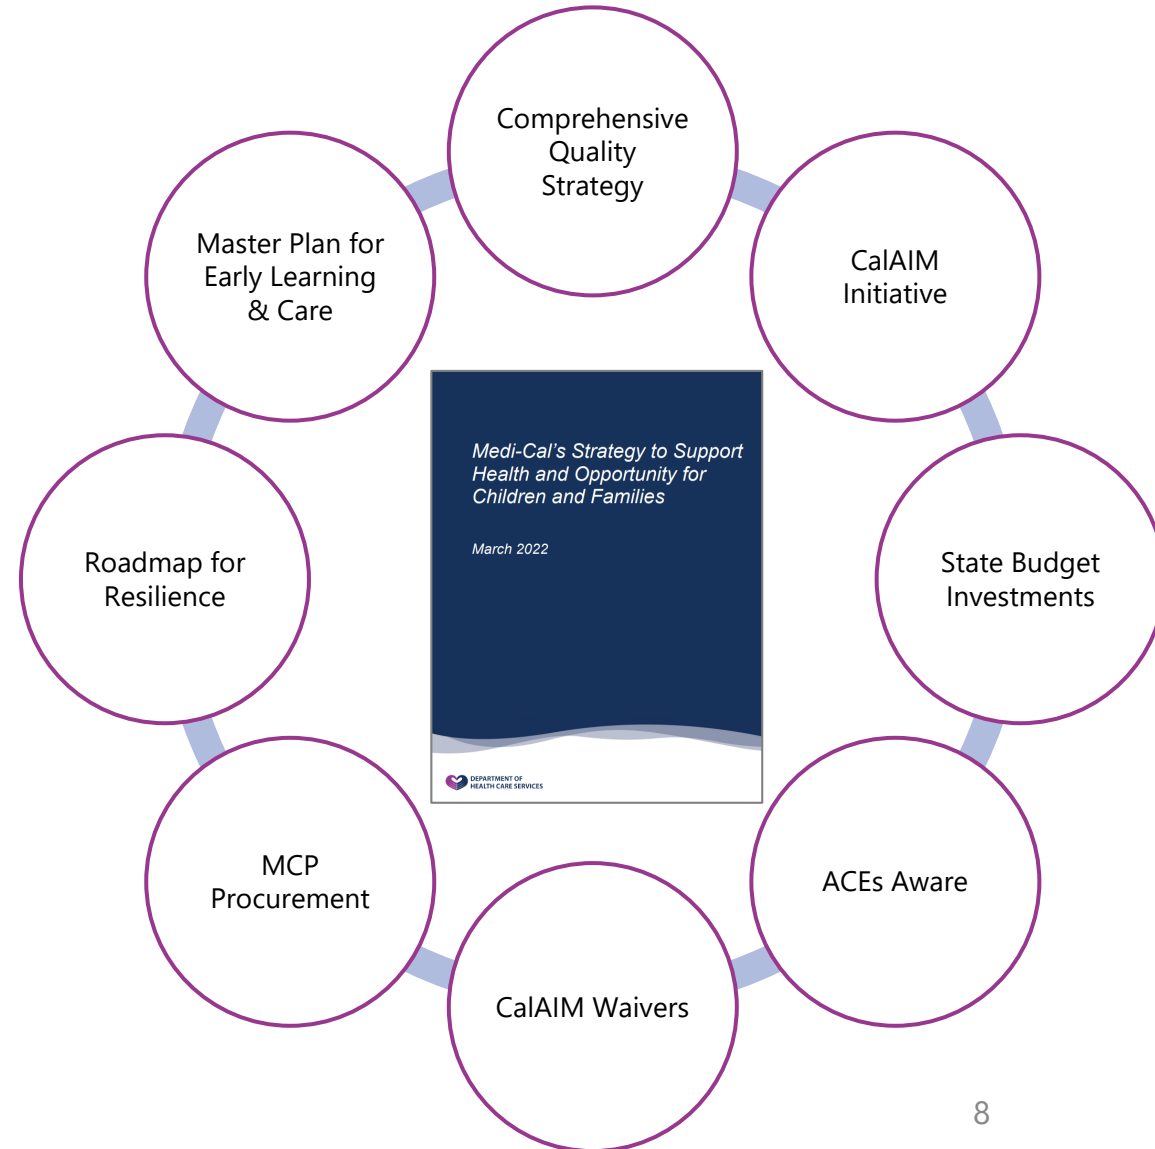 Comprehensive
Quality
Strategy
CalAIM
Initiative
State Budget
Investments
ACEs Aware
CalAIM Waivers
MCP
Procurement
Roadmap for
Resilience
Master Plan for
Early Learning
& Care
Medi-Cal's Strategy to Support
Health and Opportunity for
Children and Families
March 2022
DEPARTMENT OF
HEALTH CARE SERVICES
8